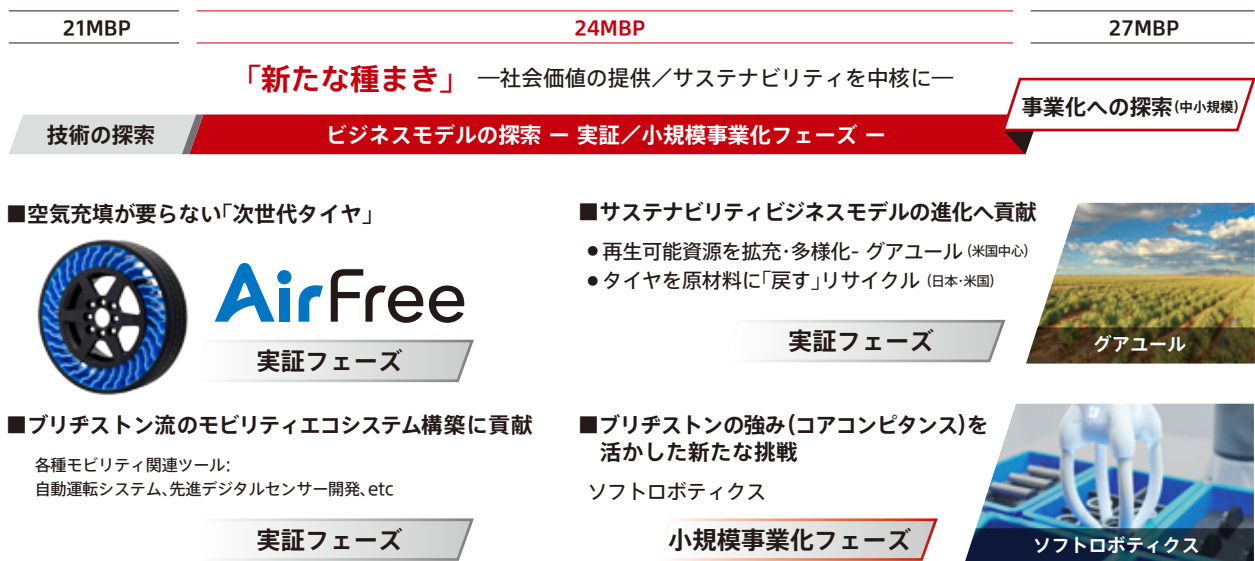 21MBP
24MBP
27MBP
「新たな種まき」 ―社会価値の提供／サステナビリティを中核に―
技術の探索
ビジネスモデルの探索 ー 実証／小規模事業化フェーズ ー
事業化への探索(中小規模)
■空気充填が要らない「次世代タイヤ」
AirFree
実証フェーズ
■サステナビリティビジネスモデルの進化へ貢献
●再生可能資源を拡充・多様化- グアユール (米国中心)
●タイヤを原材料に「戻す」リサイクル (日本・米国)
実証フェーズ
グアユール
■ブリヂストン流のモビリティエコシステム構築に貢献
各種モビリティ関連ツール:
自動運転システム、先進デジタルセンサー開発、etc
実証フェーズ
■ブリヂストンの強み(コアコンピタンス)を
活かした新たな挑戦
ソフトロボティクス
小規模事業化フェーズ
ソフトロボティクス